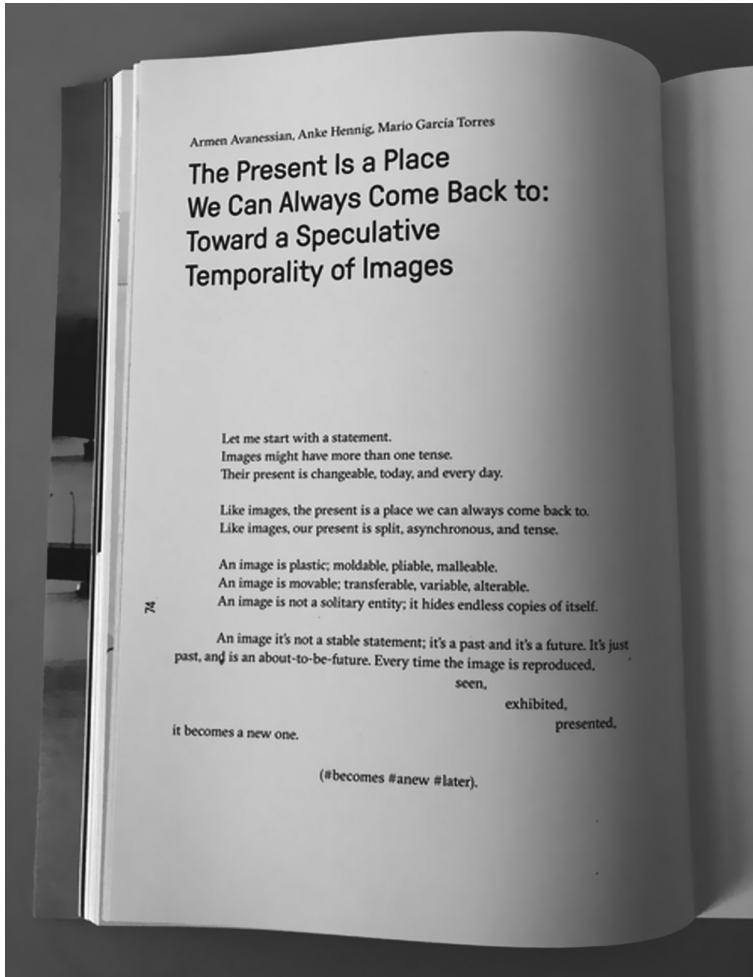 Armen Avanessian, Anke Hennig, Mario García Torres
The Present Is a Place
We Can Always Come Back to:
Toward a Speculative
Temporality of Images
Let me start with a statement.
Images might have more than one tense.
Their present is changeable, today, and every day.
Like images, the present is a place we can always come back to.
Like images, our present is split, asynchronous, and tense.
An image is plastic; moldable, pliable, malleable.
An image is movable; transferable, variable, alterable.
An image is not a solitary entity; it hides endless copies of itself.
74
An image it's not a stable statement; it's a past and it's a future. It's just
past, and is an about-to-be-future. Every time the image is reproduced,
seen,
exhibited,
presented,
it becomes a new one.
(#becomes #anew #later).